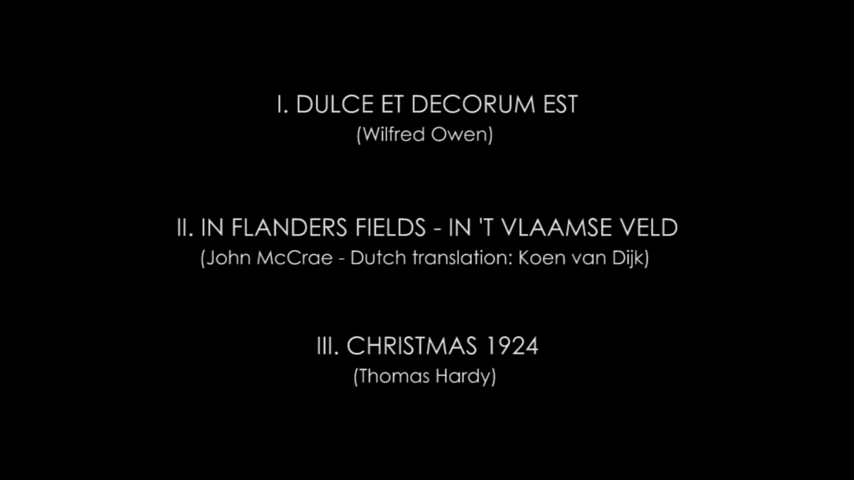 I. DULCE ET DECORUM EST
(Wilfred Owen)
II. IN FLANDERS FIELDS - IN 'T VLAAMSE VELD
(John McCrae - Dutch translation: Koen van Dijk)
III. CHRISTMAS 1924
(Thomas Hardy)